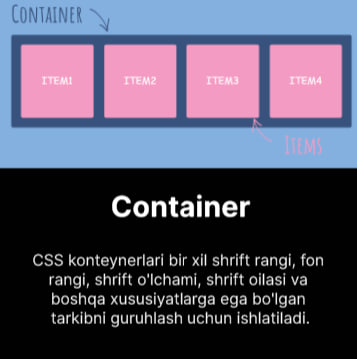 Container
ITEM1 ITEM2 ITEM3 ITEM4
Items
Container
CSS konteynerlari bir xil shrift rangi, fon
rangi, shrift o'lchami, shrift oilasi va
boshqa xususiyatlarga ega bo'lgan
tarkibni guruhlash uchun ishlatiladi.